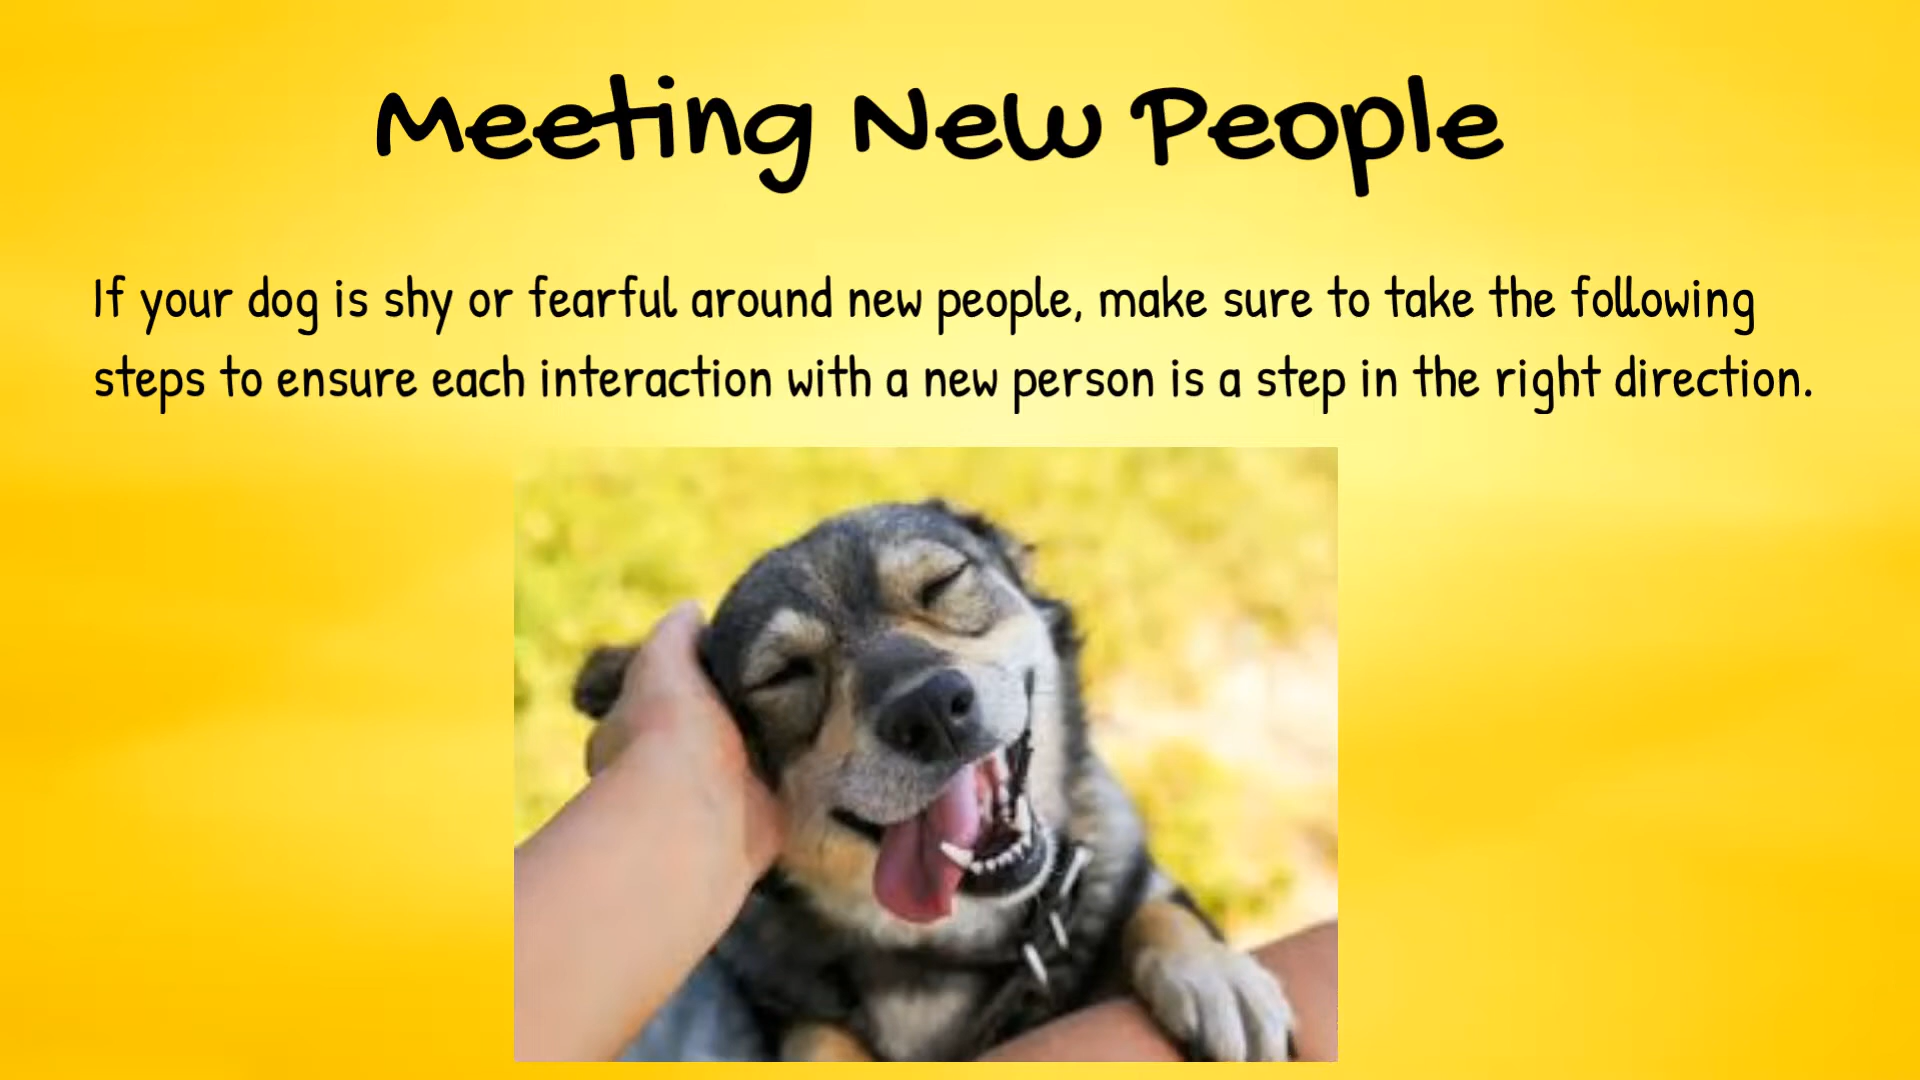 Meeting New People
If your dog is shy or fearful around new people, make sure to take the following
steps to ensure each interaction with a new person is a step in the right direction.